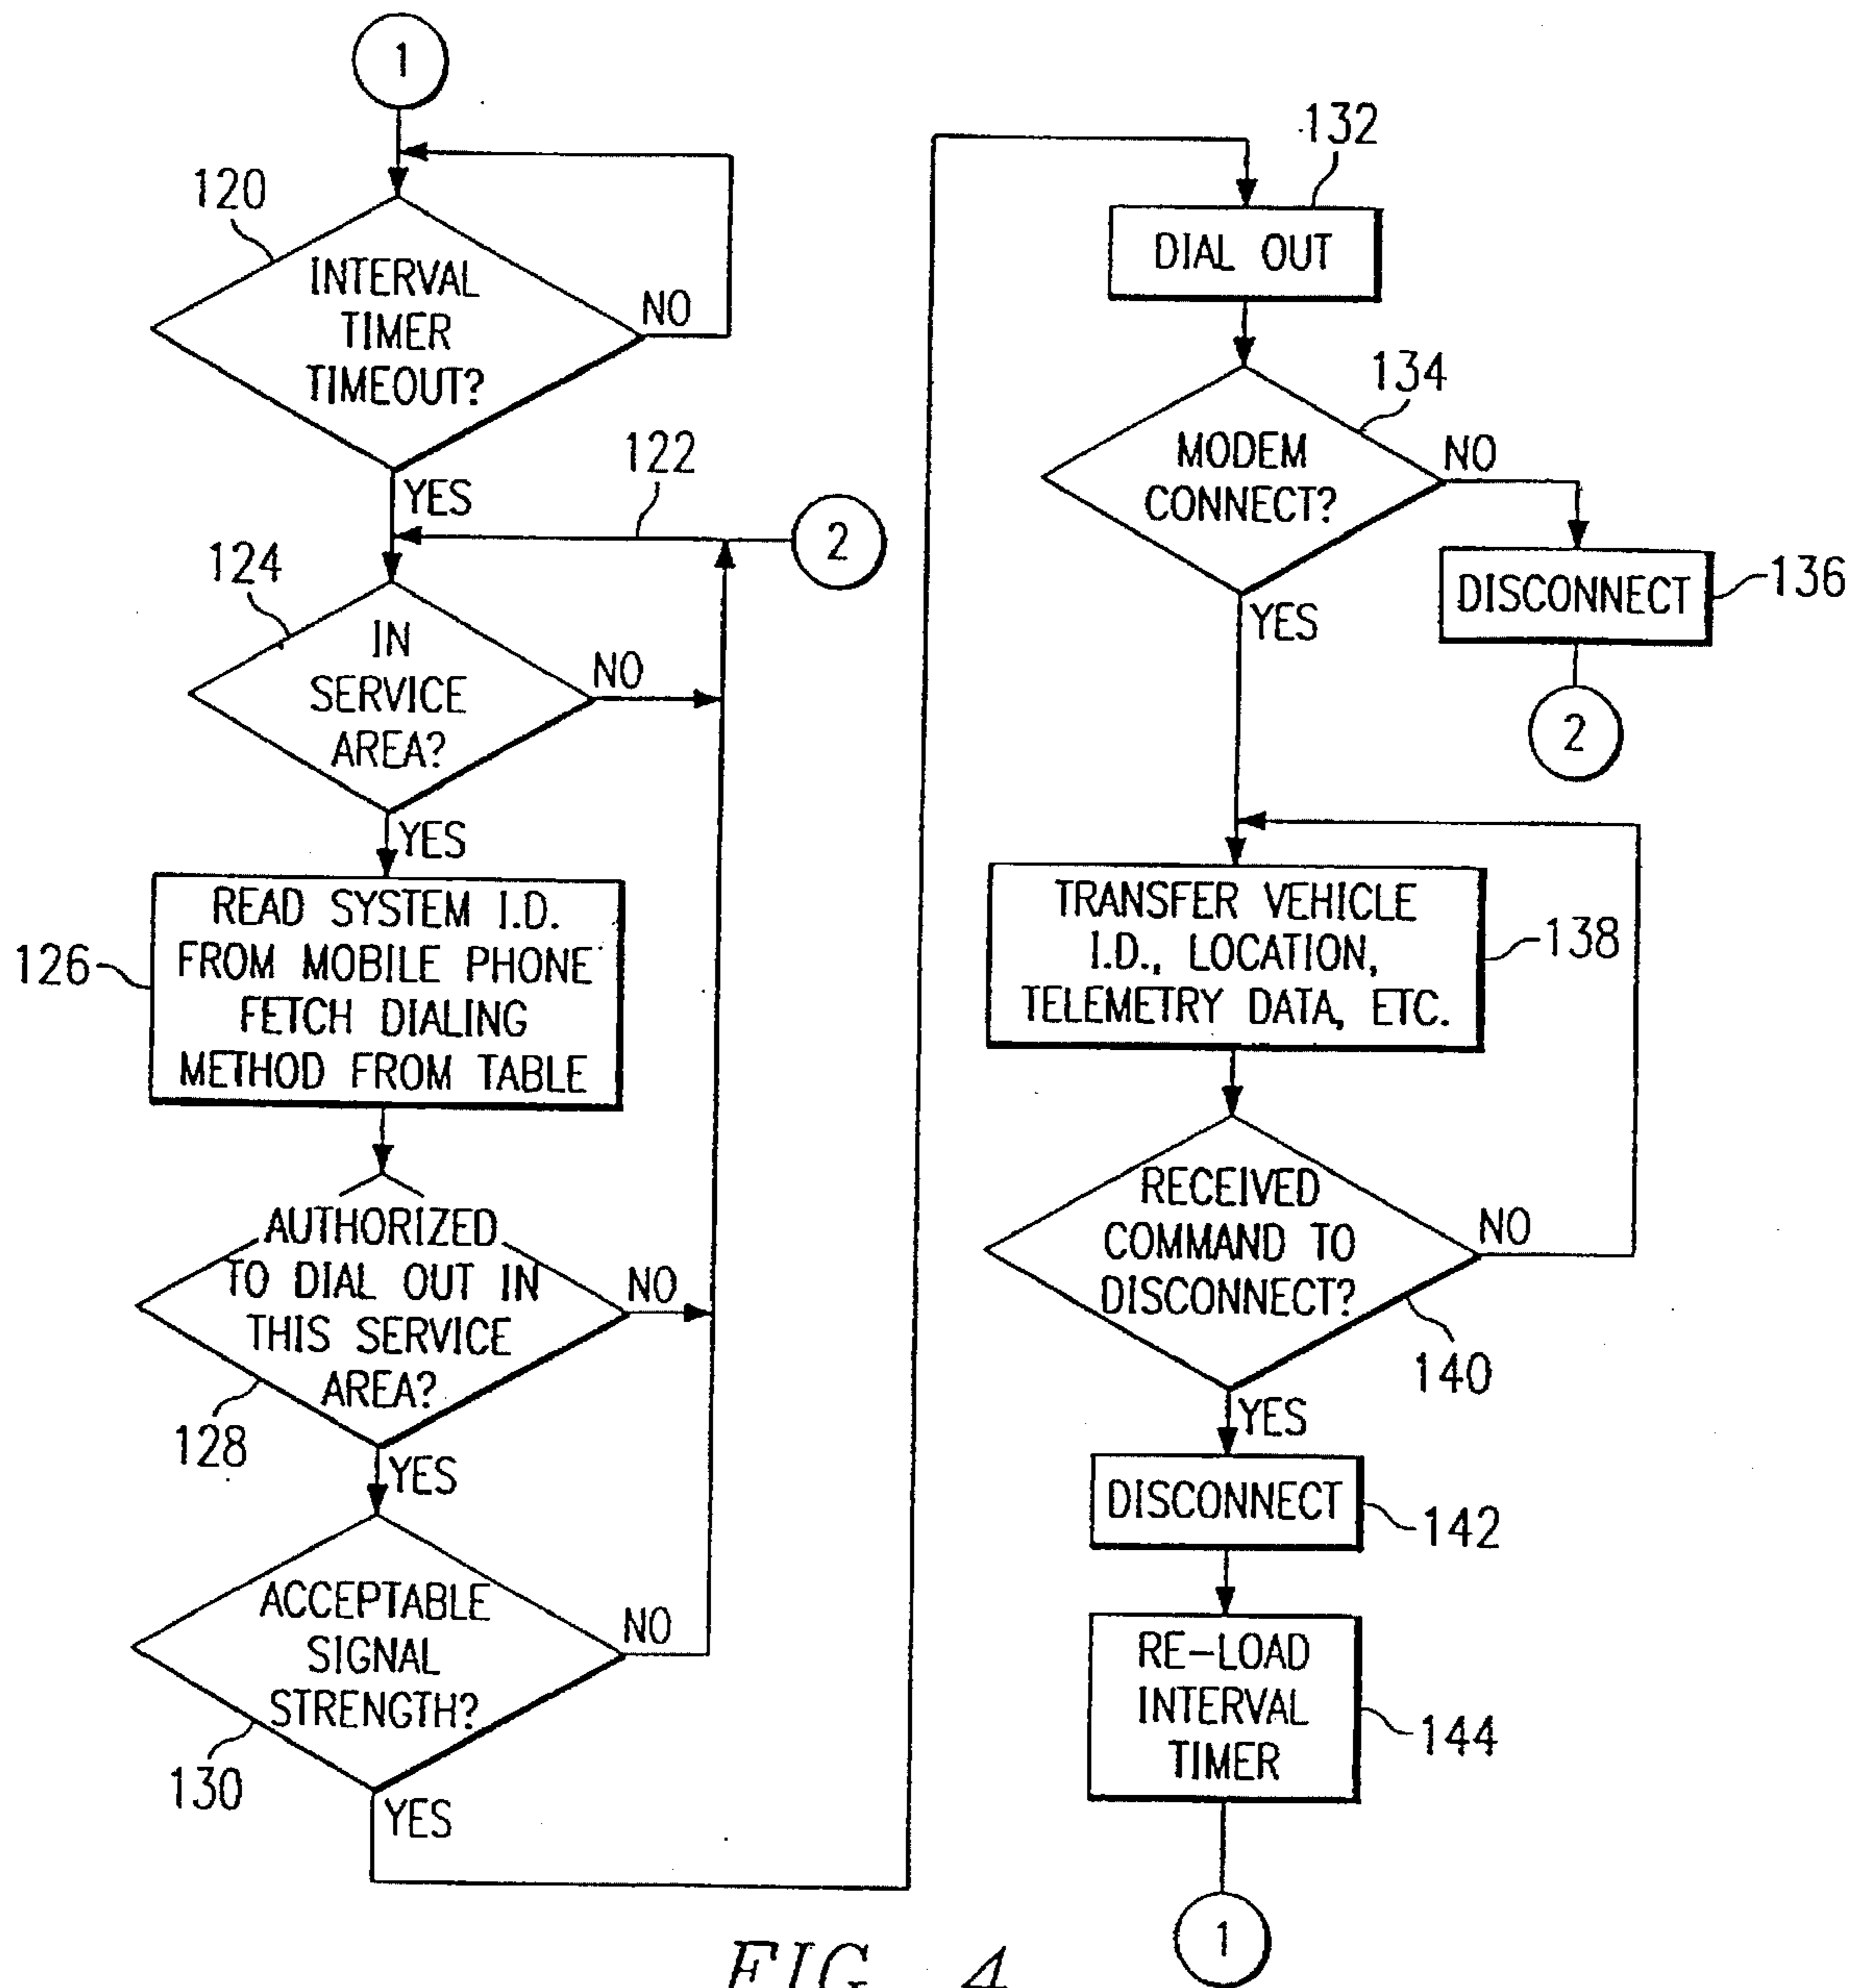 1
120
INTERVAL
TIMER
TIMEOUT?
NO
YES
122
2
124
IN
SERVICE
AREA?
NO
YES
126
READ SYSTEM I.D.
FROM MOBILE PHONE
FETCH DIALING
METHOD FROM TABLE
AUTHORIZED
TO DIAL OUT IN
THIS SERVICE
AREA?
NO
128
YES
ACCEPTABLE
SIGNAL
STRENGTH?
NO
130
YES
132
DIAL OUT
134
MODEM
CONNECT?
NO
YES
DISCONNECT
136
2
TRANSFER VEHICLE
I.D., LOCATION,
TELEMETRY DATA, ETC.
138
RECEIVED
COMMAND TO
DISCONNECT?
NO
140
YES
DISCONNECT
142
RE-LOAD
INTERVAL
TIMER
144
1
FIG. 4